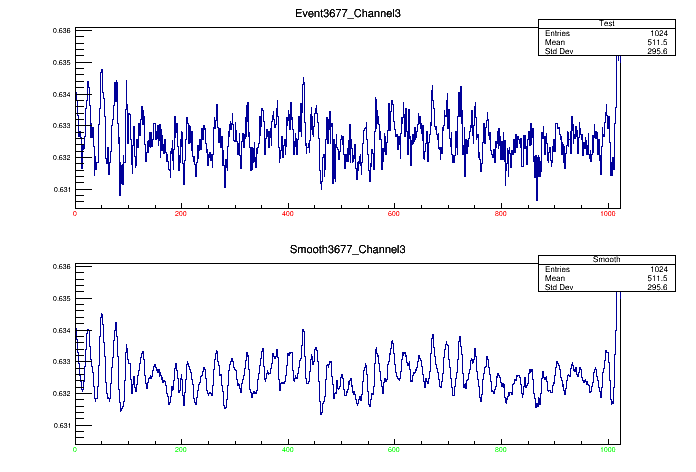 Event3677_Channel3
Test
Entries 1024
Mean 511.5
Std Dev 295.6
0.636
0.635
0.634
0.633
0.632
0.631
0 200 400 600 800 1000
Smooth3677_Channel3
Smooth
Entries 1024
Mean 511.5
Std Dev 295.6
0.636
0.635
0.634
0.633
0.632
0.631
0 200 400 600 800 1000